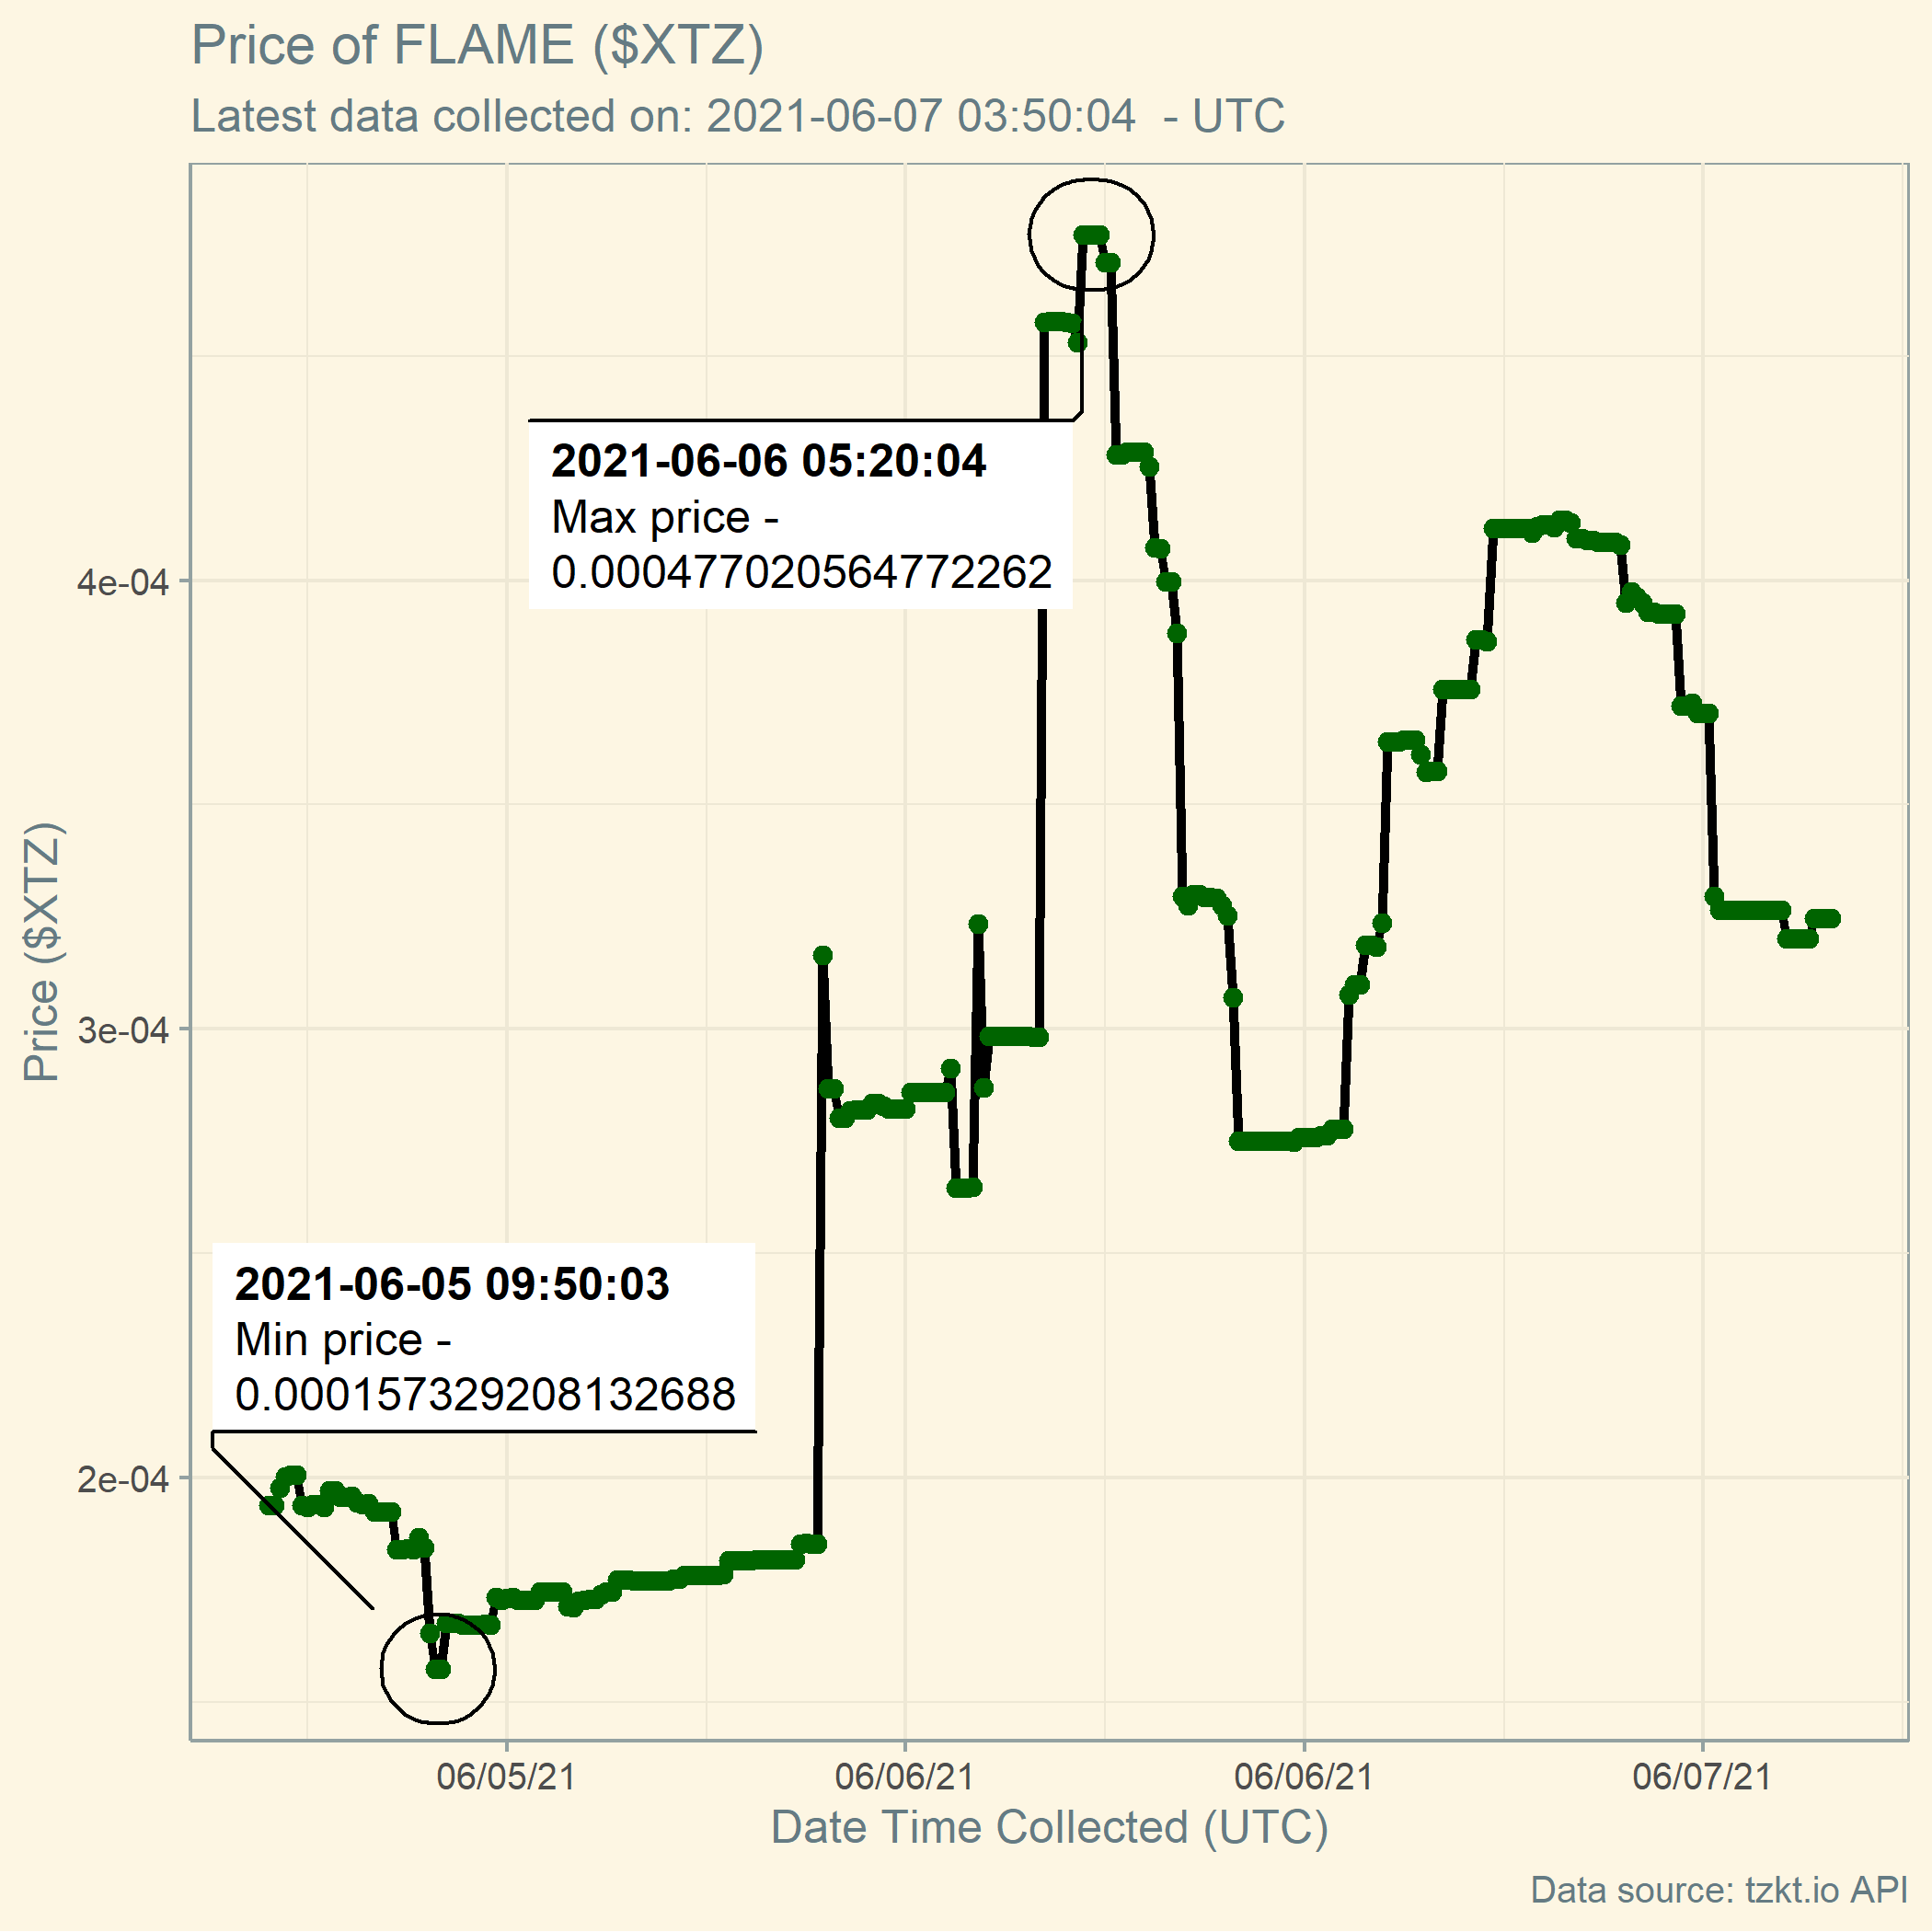 Price of FLAME ($XTZ)
Latest data collected on: 2021-06-07 03:50:04  - UTC
2021-06-06 05:20:04
Max price -
0.000477020564772262
4e-04
3e-04
2e-04
Price ($XTZ)
2021-06-05 09:50:03
Min price -
0.000157329208132688
06/05/21
06/06/21
06/06/21
06/07/21
Date Time Collected (UTC)
Data source: tzkt.io API